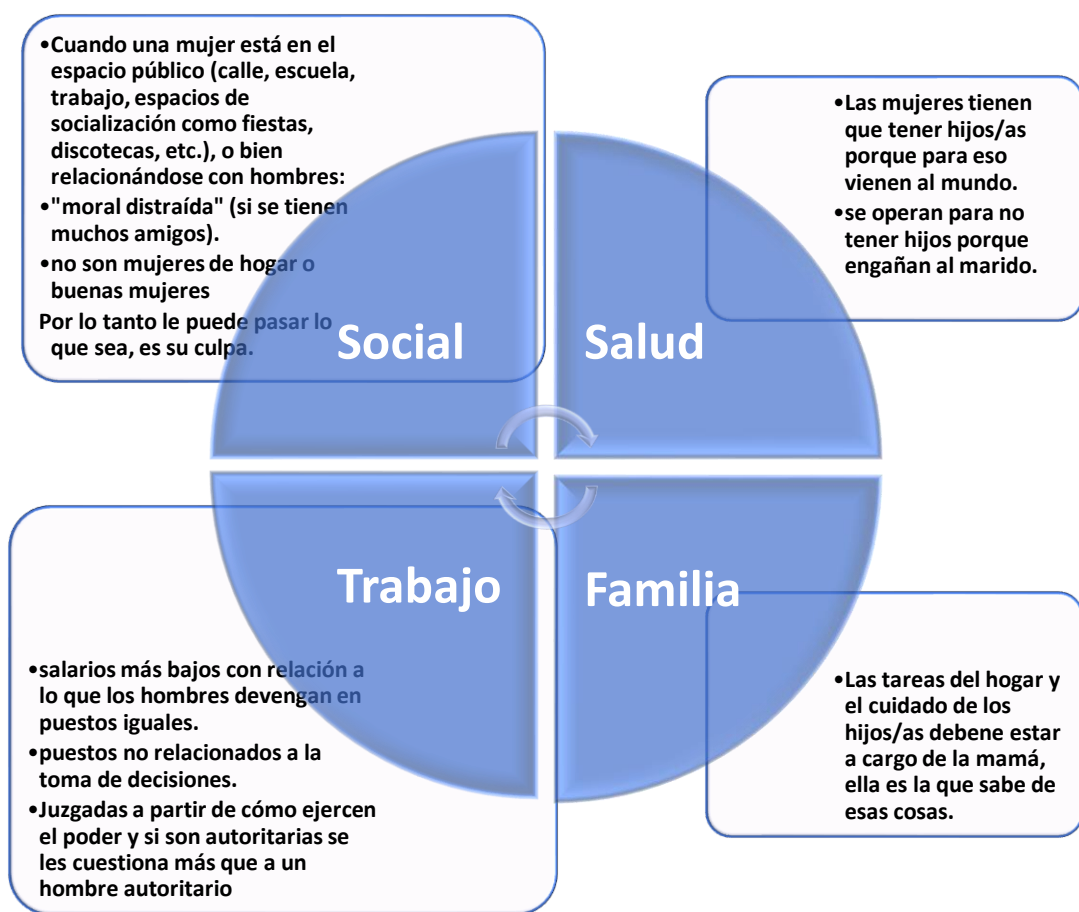 •Cuando una mujer está en el
espacio público (calle, escuela,
trabajo, espacios de
socialización como fiestas,
discotecas, etc.), o bien
relacionándose con hombres:
•"moral distraída" (si se tienen
muchos amigos).
•no son mujeres de hogar o
buenas mujeres
Por lo tanto le puede pasar lo
que sea, es su culpa.
Social
•Las mujeres tienen
que tener hijos/as
porque para eso
vienen al mundo.
•se operan para no
tener hijos porque
engañan al marido.
Salud
Trabajo
•salarios más bajos con relación a
lo que los hombres devengan en
puestos iguales.
•puestos no relacionados a la
toma de decisiones.
•Juzgadas a partir de cómo ejercen
el poder y si son autoritarias se
les cuestiona más que a un
hombre autoritario
Familia
•Las tareas del hogar y
el cuidado de los
hijos/as debene estar
a cargo de la mamá,
ella es la que sabe de
esas cosas.